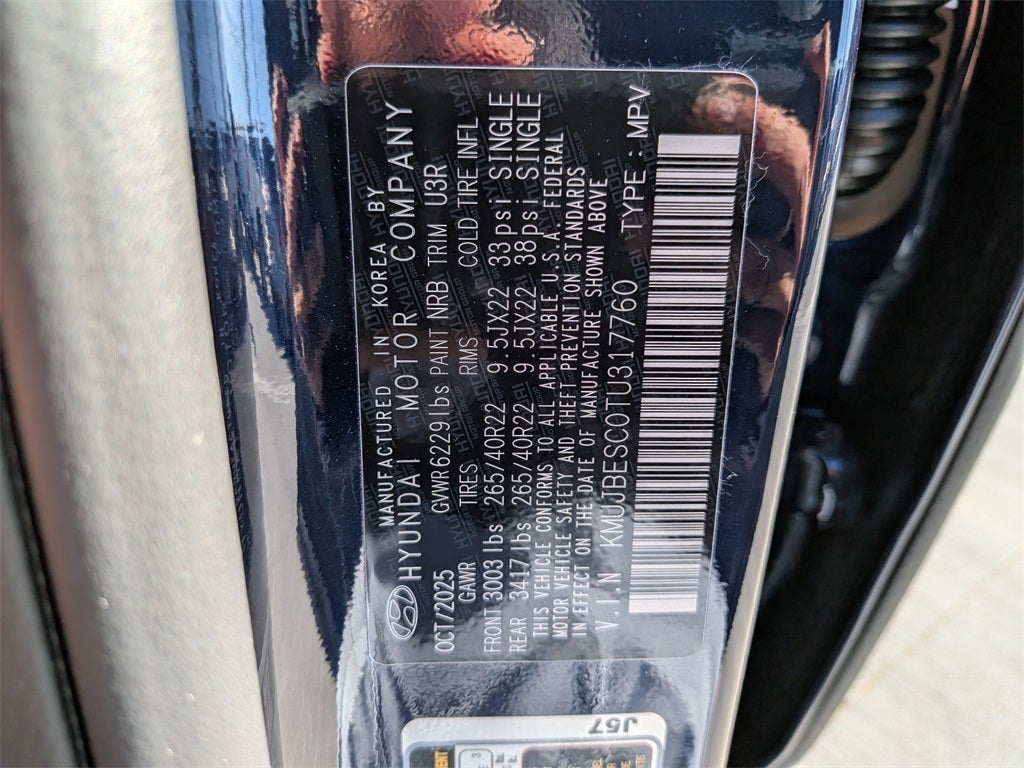 MANUFACTURED IN KOREA BY
HYUNDAI MOTOR COMPANY
OCT/2025 GVWR 6229lbs PAINT NRB TRIM U3R
GAWR TIRES RIMS COLD TIRE INFL
FRONT 3003 lbs 265/40R22 9.5JX22 33psi SINGLE
REAR 3417 lbs 265/40R22 9.5JX22 38psi SINGLE
THIS VEHICLE CONFORMS TO ALL APPLICABLE U.S.A. FEDERAL
MOTOR VEHICLE SAFETY AND THEFT PREVENTION STANDARDS
IN EFFECT ON THE DATE OF MANUFACTURE SHOWN ABOVE
V.I.N KMUJBESC0TU317760 TYPE : MPV
J57